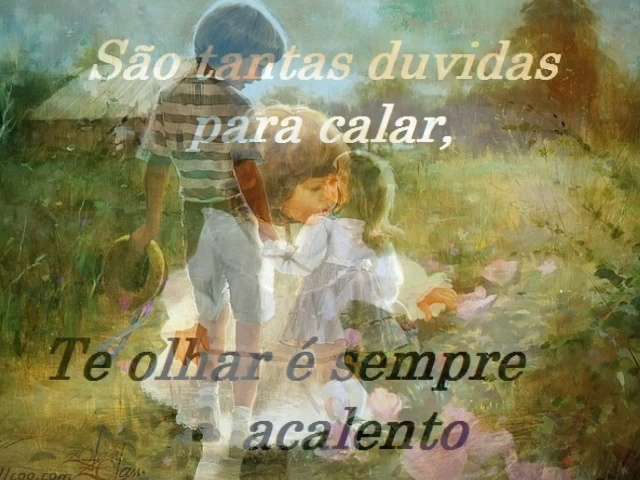 São tantas duvidas
para calar,
Te olhar é sempre
acalento